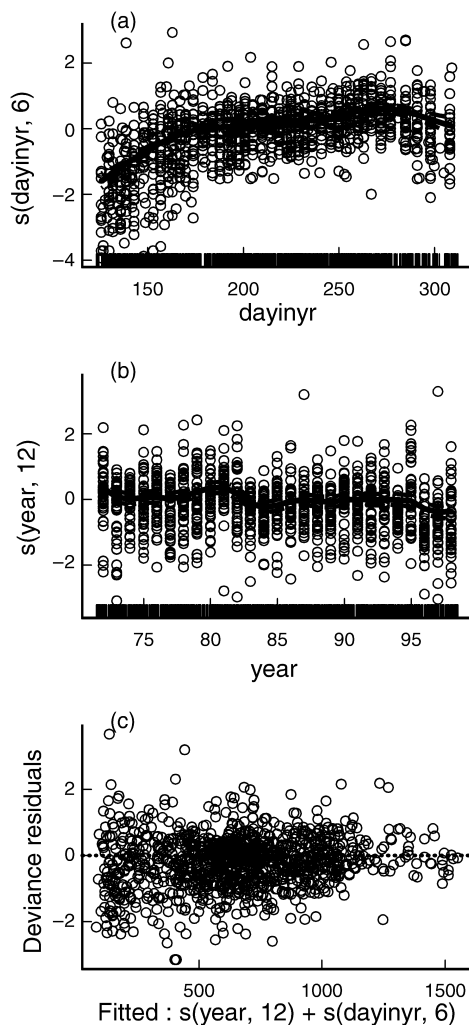 (a)
s(dayinyr, 6)
2
0
−2
−4
150 200 250 300
dayinyr
(b)
s(year, 12)
2
0
−2
75 80 85 90 95
year
(c)
Deviance residuals
2
0
−2
500 1000 1500
Fitted : s(year, 12) + s(dayinyr, 6)